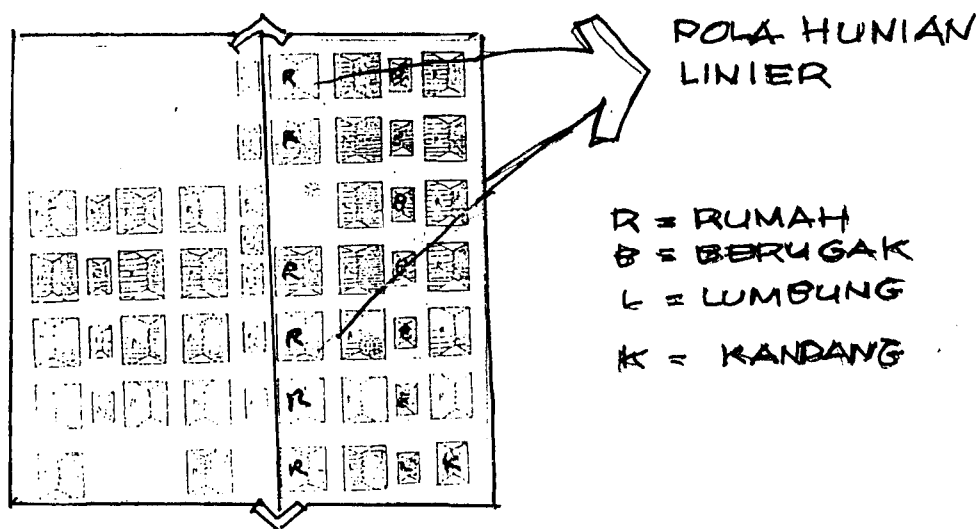 POLA HUNIAN
LINIER
R = RUMAH
B = BERUGAK
L = LUMBUNG
K = KANDANG
R
R
B
R
R
R
R
K